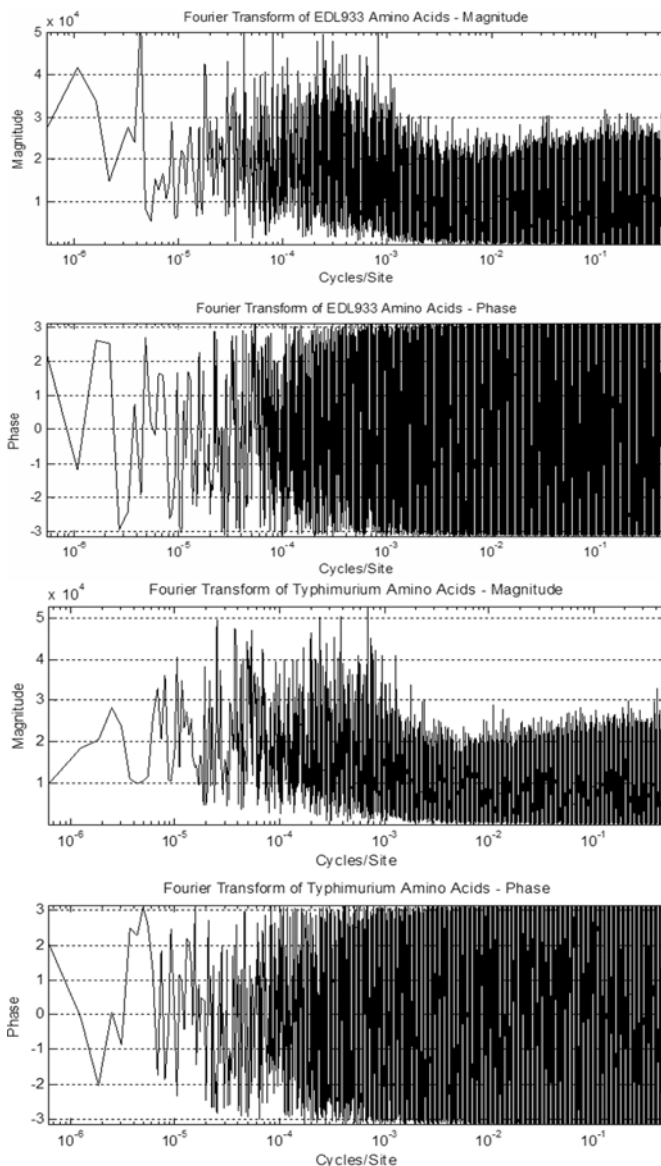 Fourier Transform of EDL933 Amino Acids - Magnitude
x 10⁴
5
4
3
2
1
Magnitude
10⁻⁶ 10⁻⁵ 10⁻⁴ 10⁻³ 10⁻² 10⁻¹
Cycles/Site
Fourier Transform of EDL933 Amino Acids - Phase
3
2
1
0
-1
-2
-3
Phase
10⁻⁶ 10⁻⁵ 10⁻⁴ 10⁻³ 10⁻² 10⁻¹
Cycles/Site
x 10⁴
Fourier Transform of Typhimurium Amino Acids - Magnitude
5
4
3
2
1
Magnitude
10⁻⁶ 10⁻⁵ 10⁻⁴ 10⁻³ 10⁻² 10⁻¹
Cycles/Site
Fourier Transform of Typhimurium Amino Acids - Phase
3
2
1
0
-1
-2
-3
Phase
10⁻⁶ 10⁻⁵ 10⁻⁴ 10⁻³ 10⁻² 10⁻¹
Cycles/Site